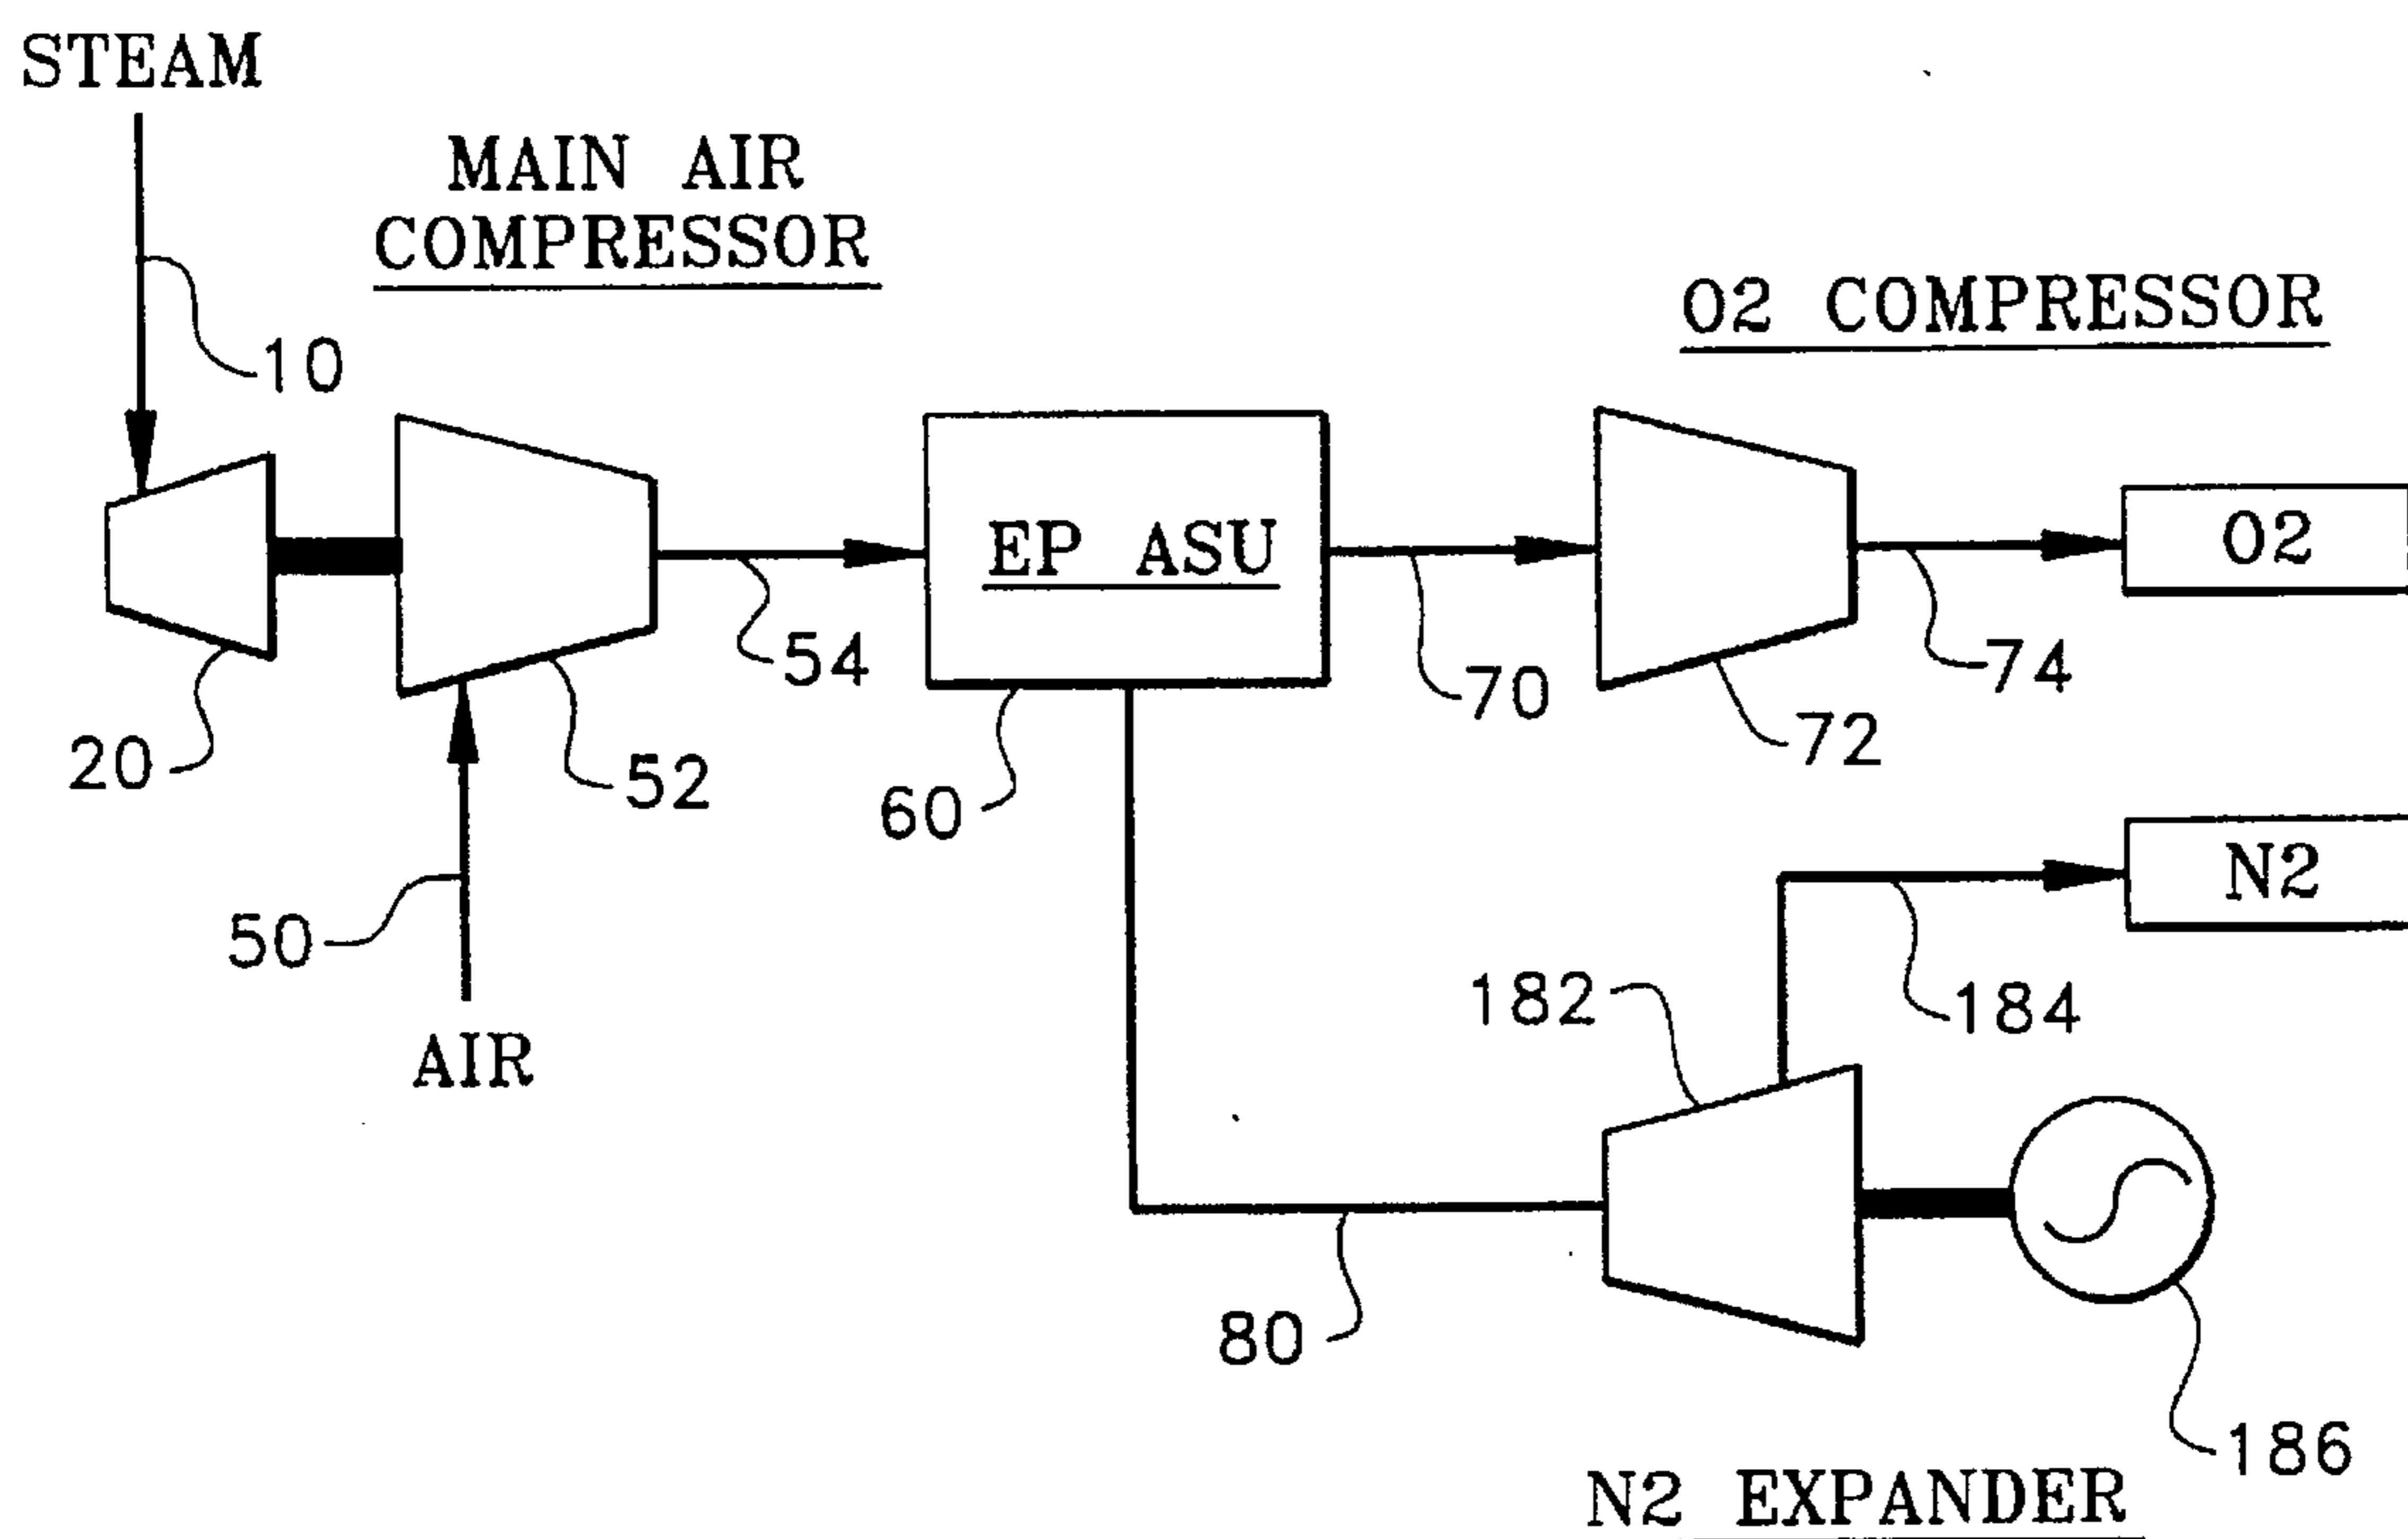 STEAM
MAIN AIR
COMPRESSOR
O2 COMPRESSOR
10
EP ASU
O2
54
70
74
20
52
60
72
N2
50
182
184
AIR
80
186
N2 EXPANDER